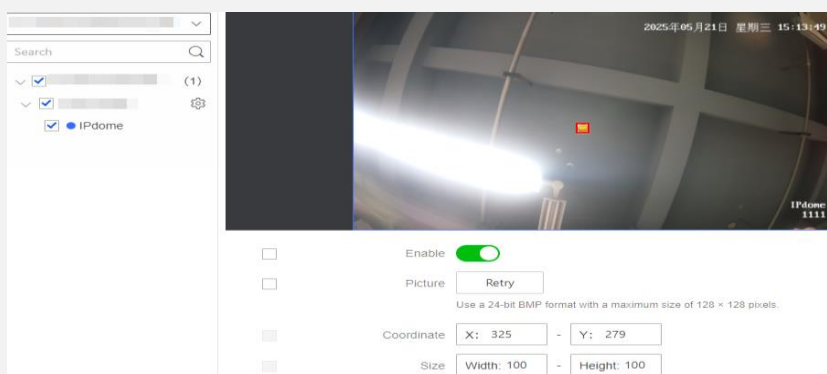 2025年05月21日 星期三 15:13:49
Search
(1)
IPdome
IPdome
1111
Enable
Picture Retry
Use a 24-bit BMP format with a maximum size of 128 × 128 pixels.
Coordinate X: 325 - Y: 279
Size Width: 100 - Height: 100